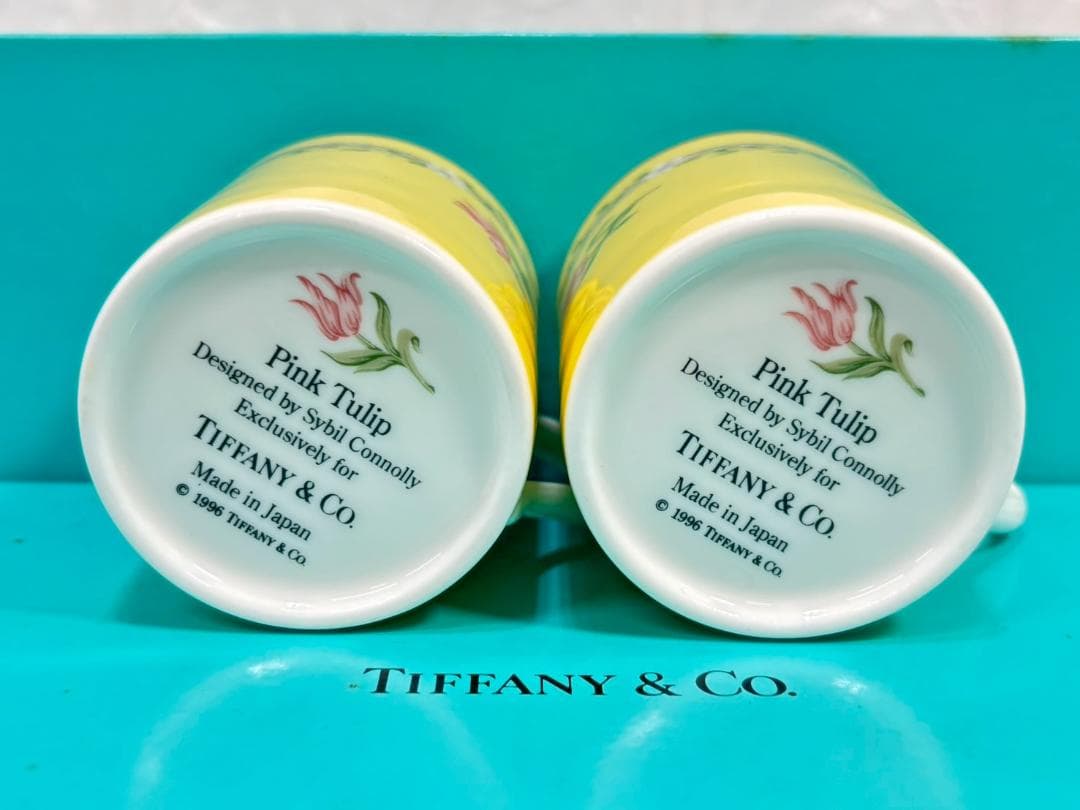 Pink Tulip
Designed by Sybil Connolly
Exclusively for
TIFFANY & CO.
Made in Japan
© 1996 TIFFANY & CO.
Pink Tulip
Designed by Sybil Connolly
Exclusively for
TIFFANY & CO.
Made in Japan
© 1996 TIFFANY & CO.
TIFFANY & CO.